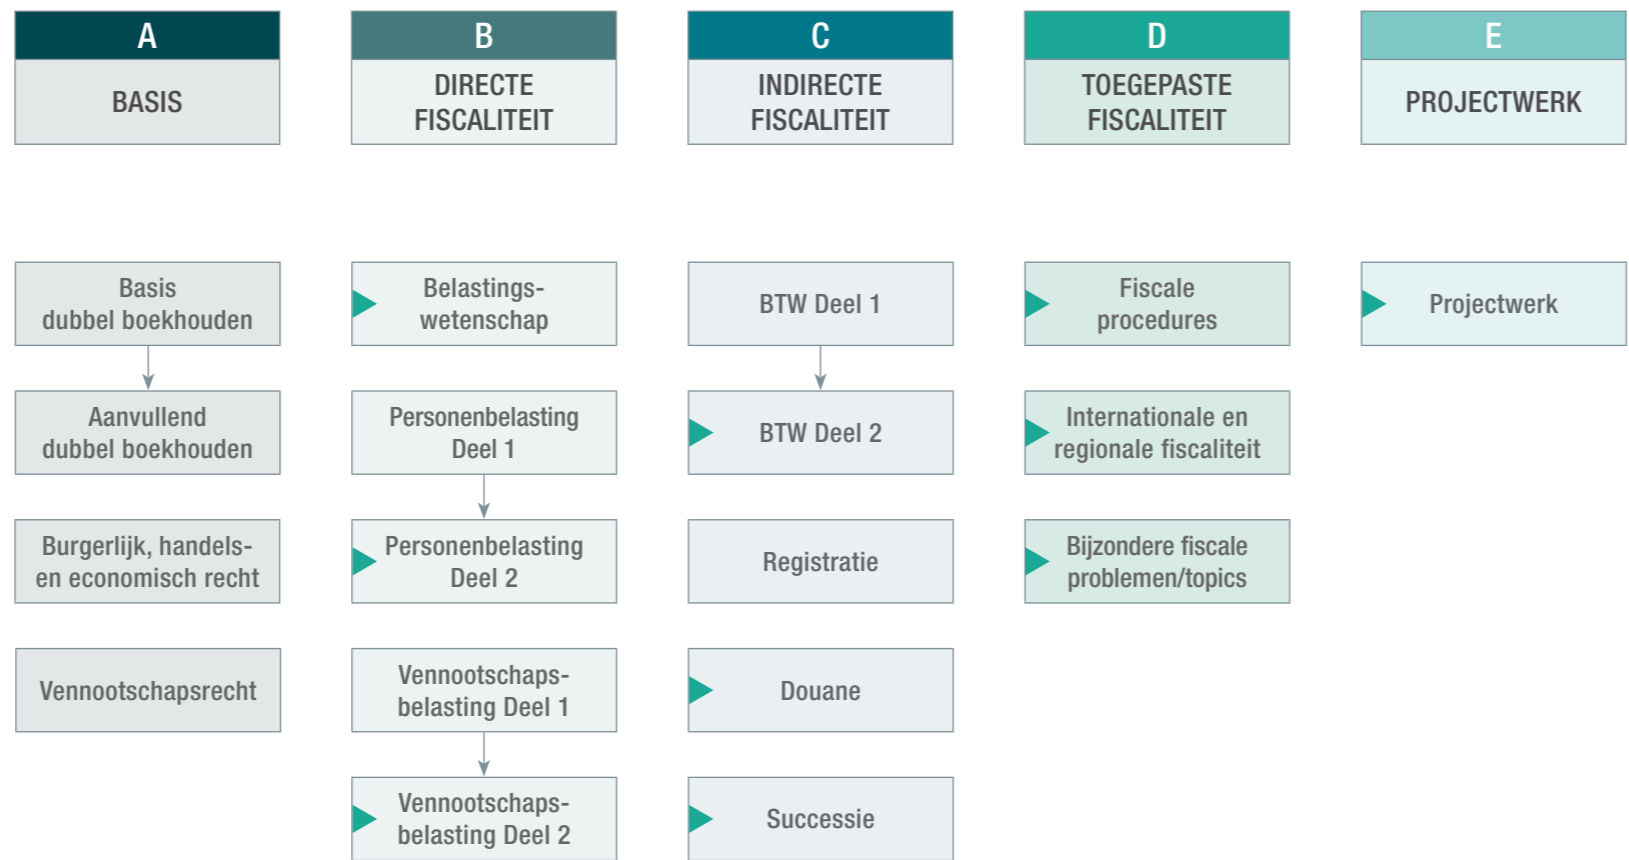 A
BASIS
B
DIRECTE
FISCALITEIT
C
INDIRECTE
FISCALITEIT
D
TOEGEPASTE
FISCALITEIT
E
PROJECTWERK
Basis
dubbel boekhouden
Aanvullend
dubbel boekhouden
Burgerlijk, handels-
en economisch recht
Vennootschapsrecht
Belastings-
wetenschap
Personenbelasting
Deel 1
Personenbelasting
Deel 2
Vennootschaps-
belasting Deel 1
Vennootschaps-
belasting Deel 2
BTW Deel 1
BTW Deel 2
Registratie
Douane
Successie
Fiscale
procedures
Internationale en
regionale fiscaliteit
Bijzondere fiscale
problemen/topics
Projectwerk